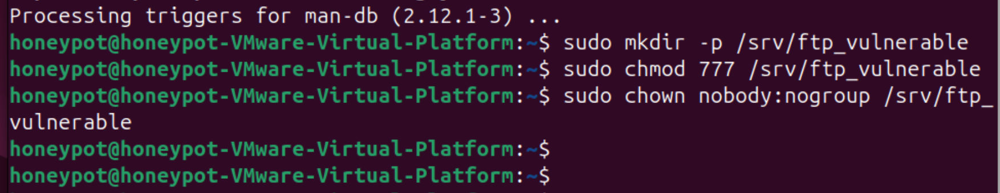 Processing triggers for man-db (2.12.1-3) ...
honeypot@honeypot-VMware-Virtual-Platform:~$ sudo mkdir -p /srv/ftp_vulnerable
honeypot@honeypot-VMware-Virtual-Platform:~$ sudo chmod 777 /srv/ftp_vulnerable
honeypot@honeypot-VMware-Virtual-Platform:~$ sudo chown nobody:nogroup /srv/ftp_
vulnerable
honeypot@honeypot-VMware-Virtual-Platform:~$
honeypot@honeypot-VMware-Virtual-Platform:~$